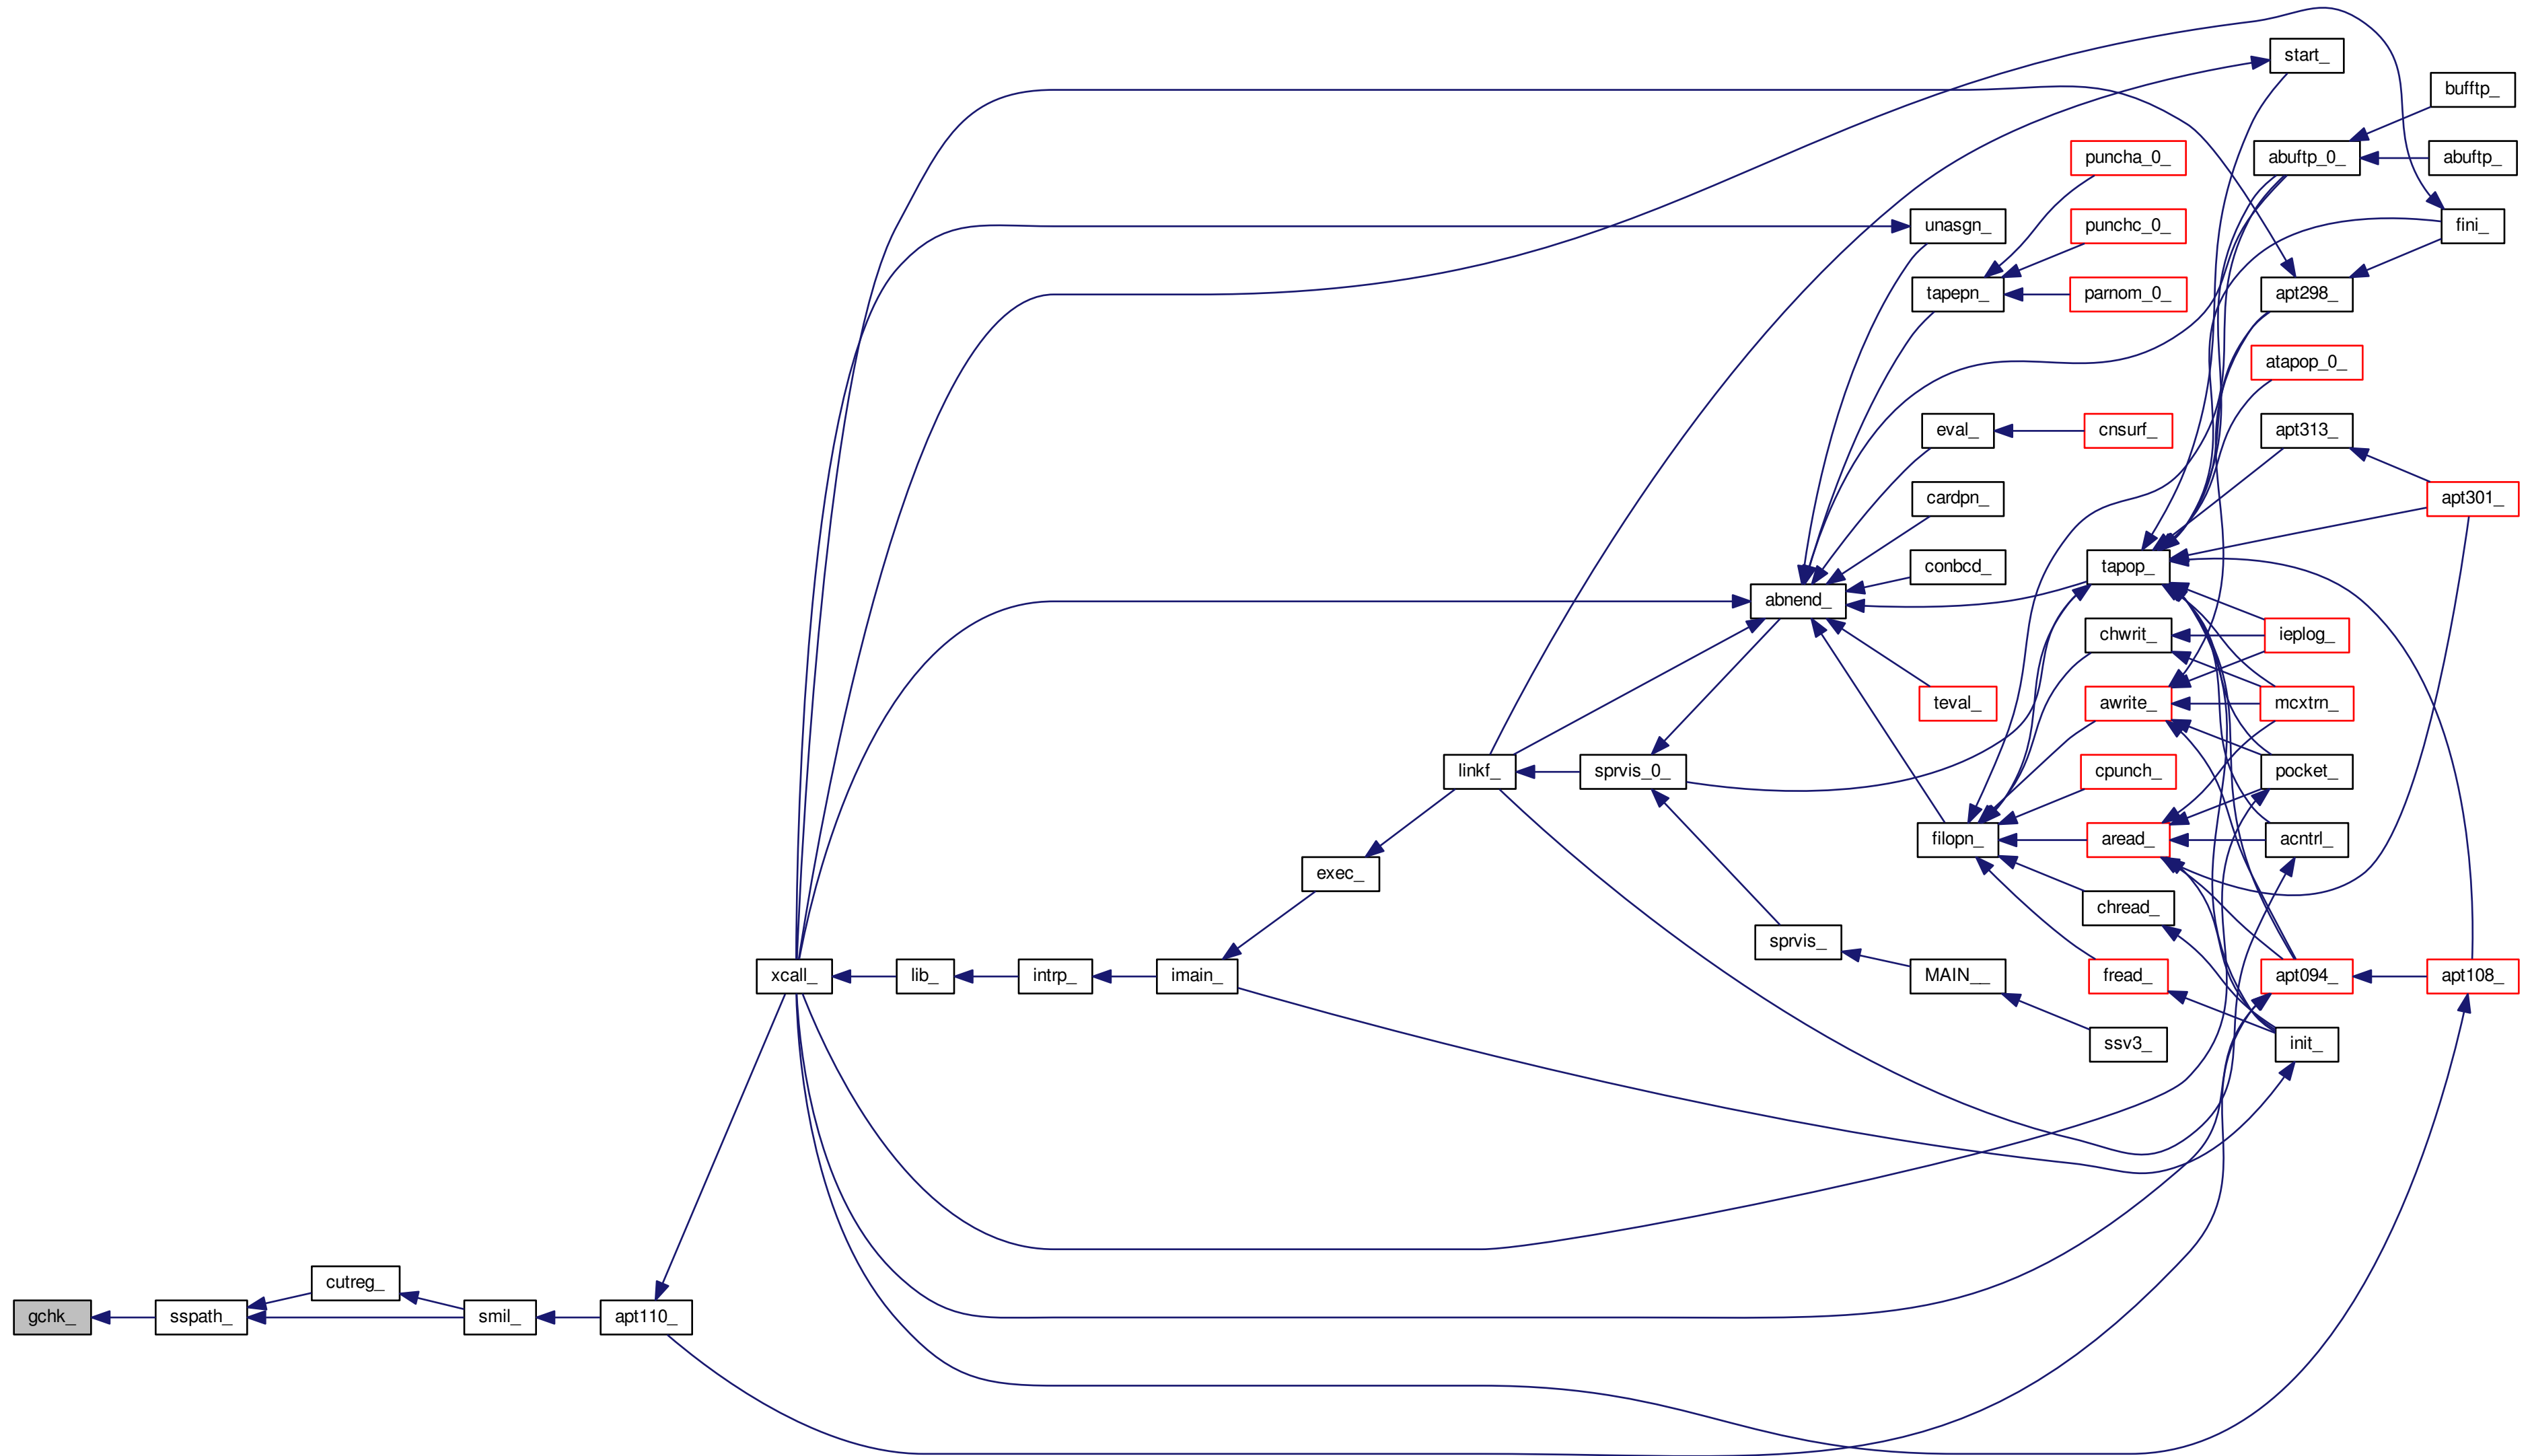 start_
bufftp_
puncha_0_
abuftp_0_
abuftp_
unasgn_
punchc_0_
fini_
tapepn_
parnom_0_
apt298_
atapop_0_
eval_
cnsurf_
apt313_
cardpn_
apt301_
conbcd_
tapop_
abnend_
chwrit_
ieplog_
teval_
awrite_
mcxtrn_
linkf_
sprvis_0_
cpunch_
pocket_
filopn_
aread_
acntrl_
exec_
chread_
sprvis_
xcall_
lib_
intrp_
imain_
MAIN__
fread_
apt094_
apt108_
ssv3_
init_
cutreg_
gchk_
sspath_
smil_
apt110_